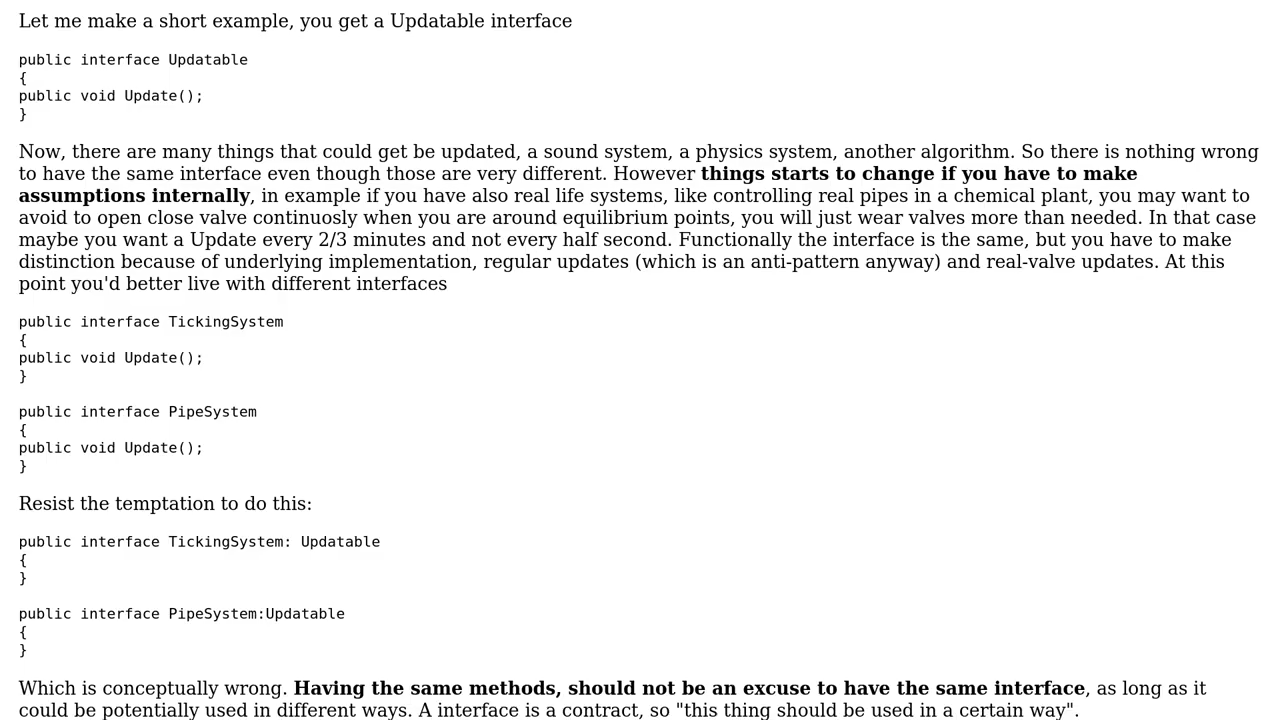 Let me make a short example, you get a Updatable interface
public interface Updatable
{
public void Update();
}
Now, there are many things that could get be updated, a sound system, a physics system, another algorithm. So there is nothing wrong
to have the same interface even though those are very different. However things starts to change if you have to make
assumptions internally, in example if you have also real life systems, like controlling real pipes in a chemical plant, you may want to
avoid to open close valve continuosly when you are around equilibrium points, you will just wear valves more than needed. In that case
maybe you want a Update every 2/3 minutes and not every half second. Functionally the interface is the same, but you have to make
distinction because of underlying implementation, regular updates (which is an anti-pattern anyway) and real-valve updates. At this
point you'd better live with different interfaces
public interface TickingSystem
{
public void Update();
}
public interface PipeSystem
{
public void Update();
}
Resist the temptation to do this:
public interface TickingSystem: Updatable
{
}
public interface PipeSystem:Updatable
{
}
Which is conceptually wrong. Having the same methods, should not be an excuse to have the same interface, as long as it
could be potentially used in different ways. A interface is a contract, so "this thing should be used in a certain way".